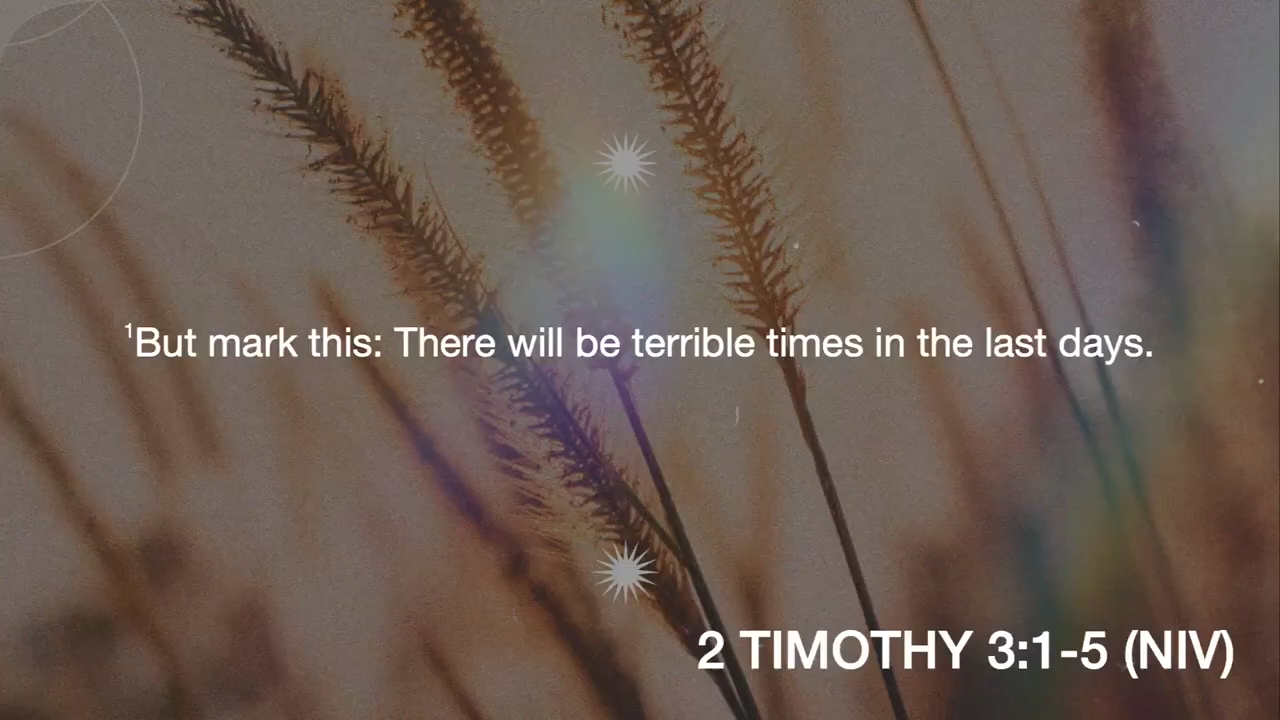 ¹But mark this: There will be terrible times in the last days.
2 TIMOTHY 3:1-5 (NIV)